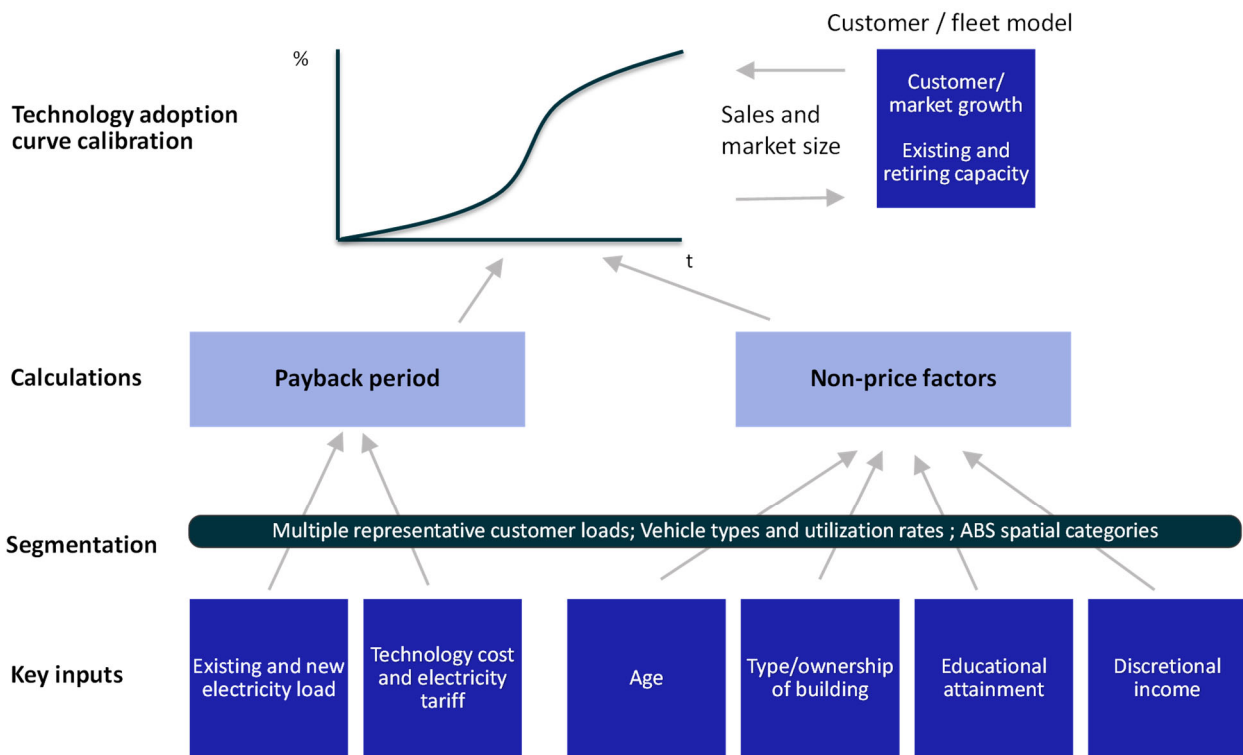 Customer / fleet model
%
Customer/
market growth
Existing and
retiring capacity
Technology adoption
curve calibration
Sales and
market size
t
Calculations
Payback period
Non-price factors
Segmentation
Multiple representative customer loads; Vehicle types and utilization rates ; ABS spatial categories
Key inputs
Existing and new
electricity load
Technology cost
and electricity
tariff
Age
Type/ownership
of building
Educational
attainment
Discretional
income